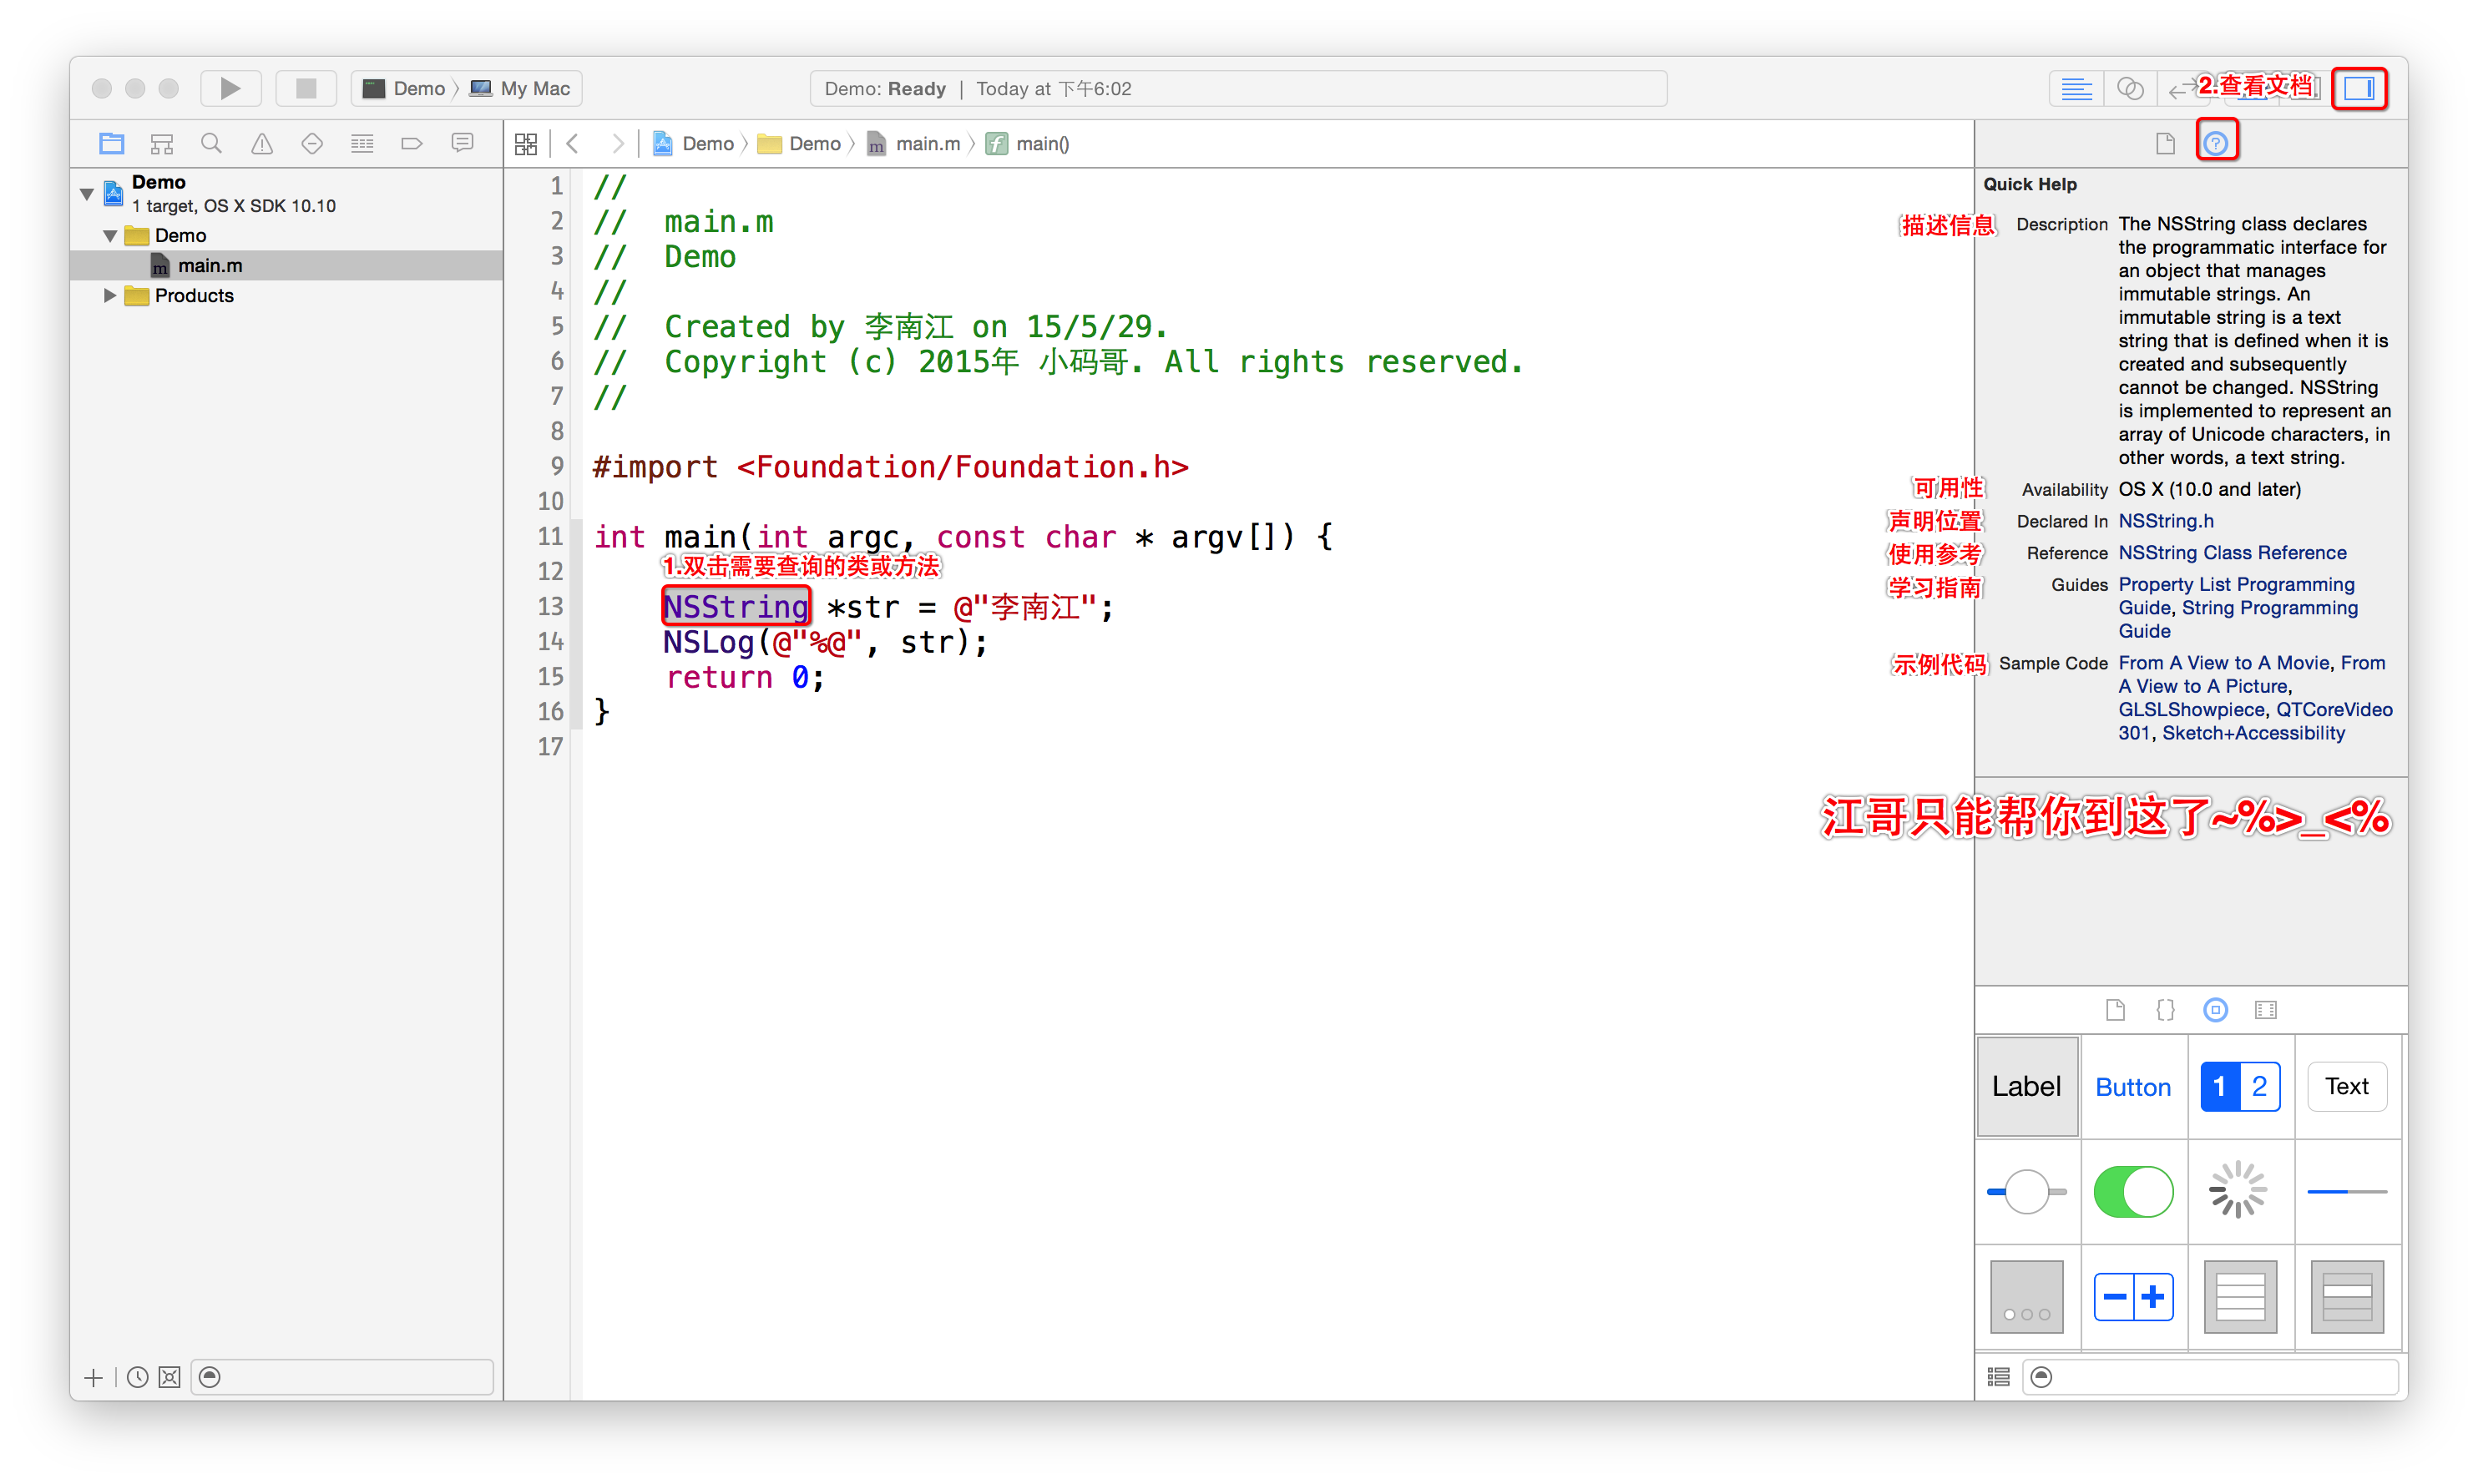 Demo
My Mac
Demo: Ready | Today at 下午6:02
2.查看文档
Demo
1 target, OS X SDK 10.10
Demo
main.m
Products
Demo
Demo
main.m
main()
1 //
2 //  main.m
3 //  Demo
4 //
5 //  Created by 李南江 on 15/5/29.
6 //  Copyright (c) 2015年 小码哥. All rights reserved.
7 //
8
9 #import <Foundation/Foundation.h>
10
11 int main(int argc, const char * argv[]) {
12
1.双击需要查询的类或方法
13     NSString *str = @"李南江";
14     NSLog(@"%@", str);
15     return 0;
16 }
17
Quick Help
描述信息 Description The NSString class declares
the programmatic interface for
an object that manages
immutable strings. An
immutable string is a text
string that is defined when it is
created and subsequently
cannot be changed. NSString
is implemented to represent an
array of Unicode characters, in
other words, a text string.
可用性 Availability OS X (10.0 and later)
声明位置 Declared In NSString.h
使用参考 Reference NSString Class Reference
学习指南 Guides Property List Programming
Guide, String Programming
Guide
示例代码 Sample Code From A View to A Movie, From
A View to A Picture,
GLSLShowpiece, QTCoreVideo
301, Sketch+Accessibility
江哥只能帮你到这了~%>_<%
Label
Button
1 2
Text